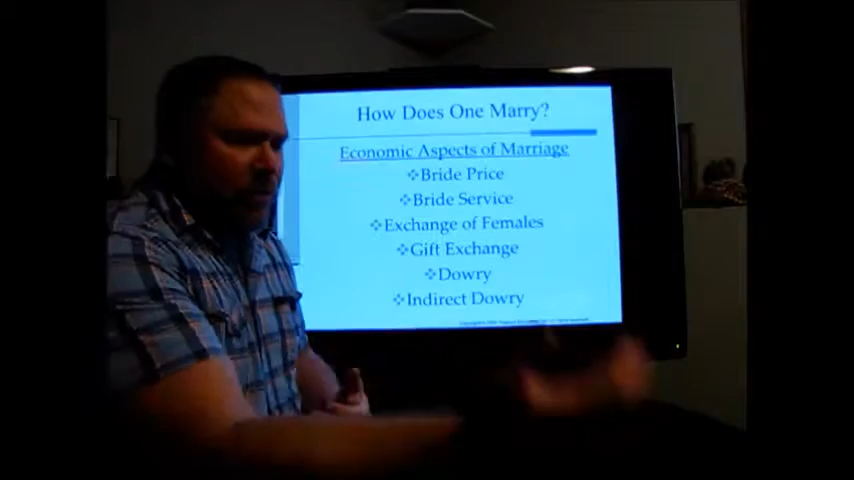 How Does One Marry?
Economic Aspects of Marriage
❖Bride Price
❖Bride Service
❖Exchange of Females
❖Gift Exchange
❖Dowry
❖Indirect Dowry